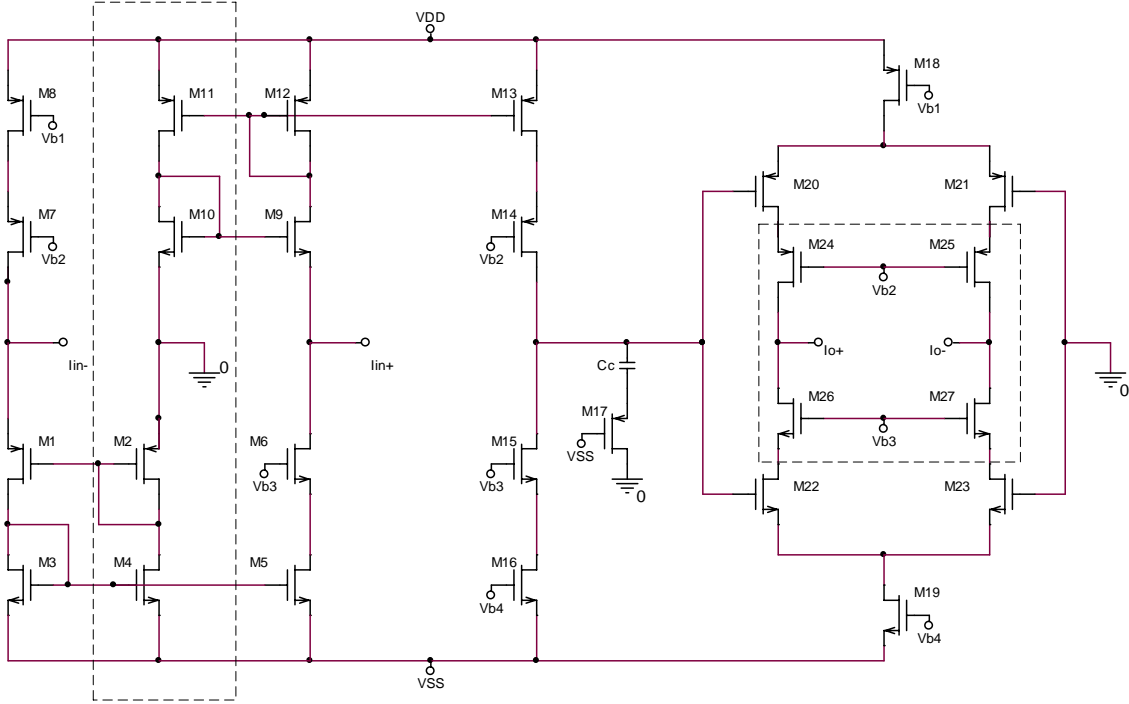 VDD
M18
M8
M11
M12
M13
Vb1
Vb1
M20
M21
M7
M10
M9
M14
M24
M25
Vb2
Vb2
Vb2
Iin-
0
Iin+
Cc
Io+
Io-
0
M26
M27
M1
M2
M6
M17
M15
VSS
Vb3
Vb3
Vb3
M22
M23
0
M3
M4
M5
M16
M19
Vb4
Vb4
VSS